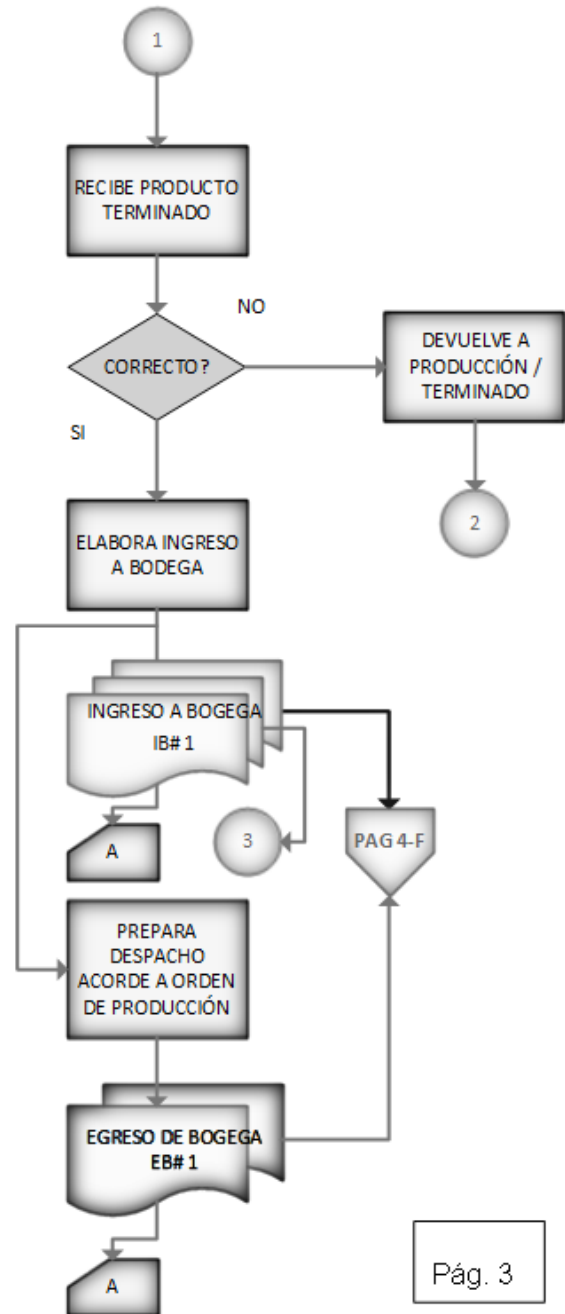 1
RECIBE PRODUCTO
TERMINADO
NO
CORRECTO?
DEVUELVE A
PRODUCCIÓN /
TERMINADO
SI
2
ELABORA INGRESO
A BODEGA
INGRESO A BOGEGA
IB# 1
3
PAG 4-F
A
PREPARA
DESPACHO
ACORDE A ORDEN
DE PRODUCCIÓN
EGRESO DE BOGEGA
EB# 1
A
Pág. 3